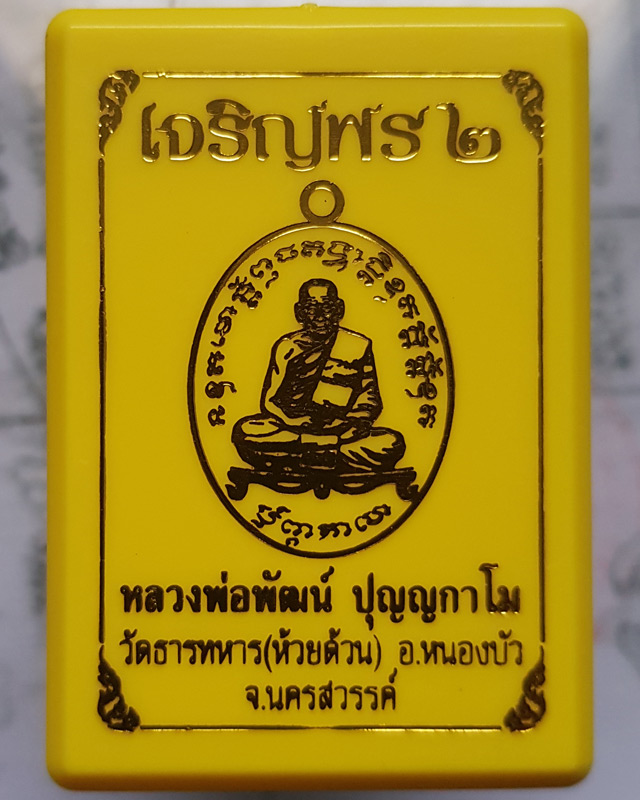 เจริญพร ๒
หลวงพ่อพัฒน์ ปุญญกาโม
วัดธารทหาร(ห้วยด้วน) อ.หนองบัว
จ.นครสวรรค์